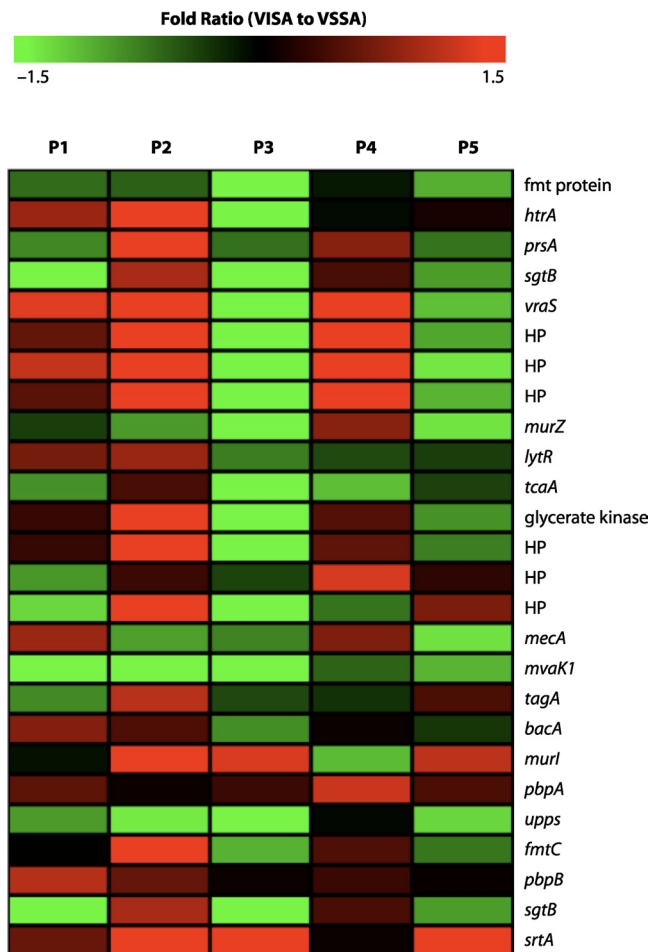 Fold Ratio (VISA to VSSA)
–1.5 1.5
P1 P2 P3 P4 P5
fmt protein
htrA
prsA
sgtB
vraS
HP
HP
HP
murZ
lytR
tcaA
glycerate kinase
HP
HP
HP
mecA
mvaK1
tagA
bacA
murI
pbpA
upps
fmtC
pbpB
sgtB
srtA